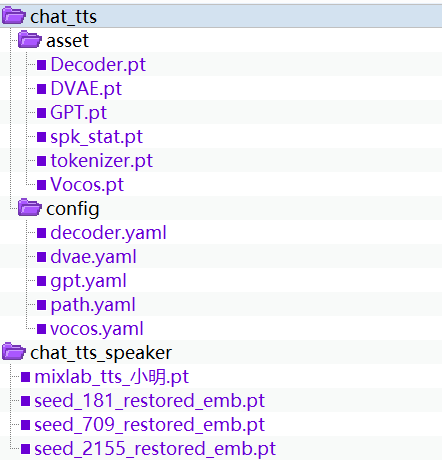 chat_tts
asset
Decoder.pt
DVAE.pt
GPT.pt
spk_stat.pt
tokenizer.pt
Vocos.pt
config
decoder.yaml
dvae.yaml
gpt.yaml
path.yaml
vocos.yaml
chat_tts_speaker
mixlab_tts_小明.pt
seed_181_restored_emb.pt
seed_709_restored_emb.pt
seed_2155_restored_emb.pt